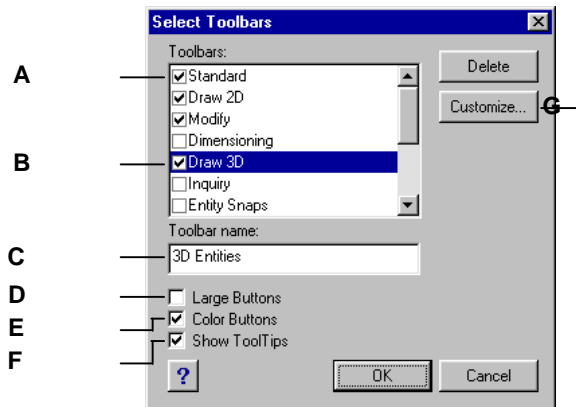 Select Toolbars
Toolbars:
A
Standard
Delete
Draw 2D
Modify
Customize...
G
Dimensioning
B
Draw 3D
Inquiry
Entity Snaps
Toolbar name:
C
3D Entities
D
Large Buttons
E
Color Buttons
F
Show ToolTips
?
OK
Cancel